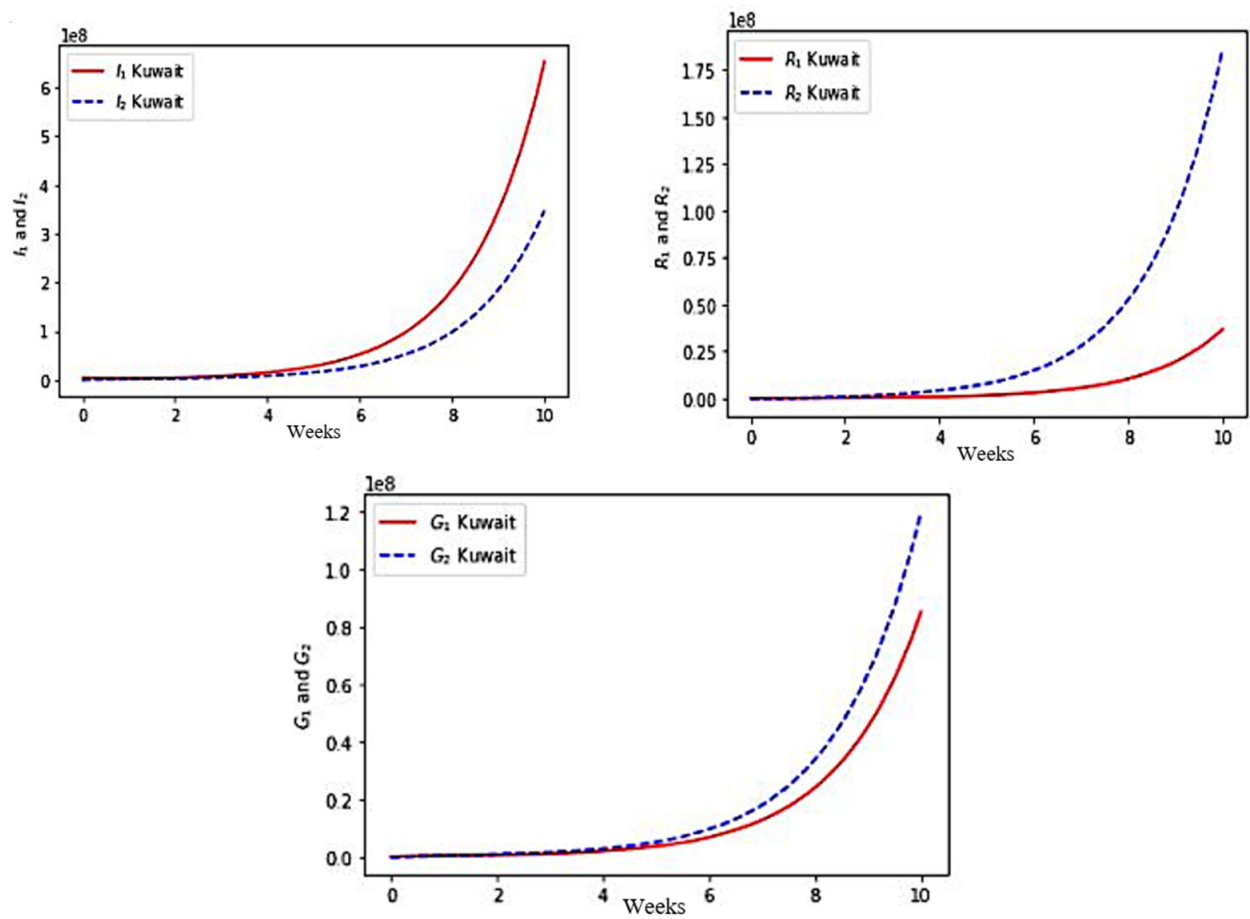 1e8
I₁ Kuwait
I₂ Kuwait
I₁ and I₂
6
5
4
3
2
1
0
0 2 4 6 8 10
Weeks
1e8
R₁ Kuwait
R₂ Kuwait
R₁ and R₂
1.75
1.50
1.25
1.00
0.75
0.50
0.25
0.00
0 2 4 6 8 10
Weeks
1e8
G₁ Kuwait
G₂ Kuwait
G₁ and G₂
1.2
1.0
0.8
0.6
0.4
0.2
0.0
0 2 4 6 8 10
Weeks